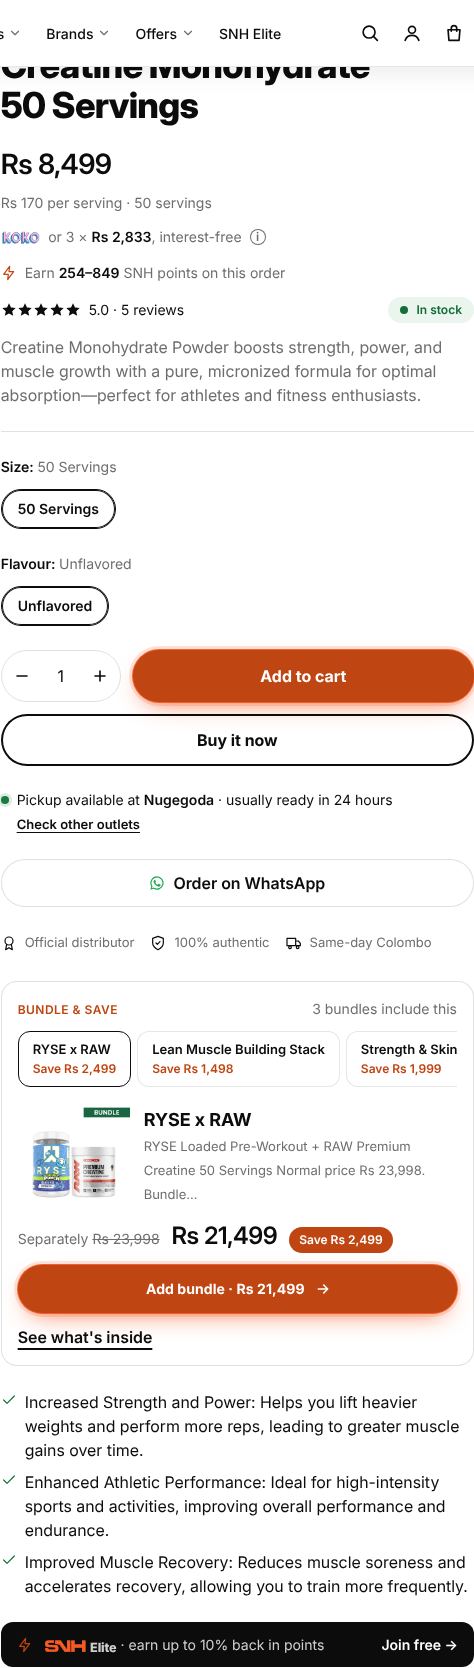 s
Brands
Offers
SNH Elite
Creatine Monohydrate
50 Servings
Rs 8,499
Rs 170 per serving · 50 servings
KOKO or 3 × Rs 2,833, interest-free
Earn 254–849 SNH points on this order
★★★★★ 5.0 · 5 reviews
In stock
Creatine Monohydrate Powder boosts strength, power, and
muscle growth with a pure, micronized formula for optimal
absorption—perfect for athletes and fitness enthusiasts.
Size: 50 Servings
50 Servings
Flavour: Unflavored
Unflavored
− 1 +
Add to cart
Buy it now
Pickup available at Nugegoda · usually ready in 24 hours
Check other outlets
Order on WhatsApp
Official distributor
100% authentic
Same-day Colombo
BUNDLE & SAVE
3 bundles include this
RYSE x RAW
Save Rs 2,499
Lean Muscle Building Stack
Save Rs 1,498
Strength & Skin
Save Rs 1,999
BUNDLE
RYSE
RAW
PREMIUM
CREATINE
RYSE x RAW
RYSE Loaded Pre-Workout + RAW Premium
Creatine 50 Servings Normal price Rs 23,998.
Bundle...
Separately Rs 23,998 Rs 21,499 Save Rs 2,499
Add bundle · Rs 21,499 →
See what's inside
Increased Strength and Power: Helps you lift heavier
weights and perform more reps, leading to greater muscle
gains over time.
Enhanced Athletic Performance: Ideal for high-intensity
sports and activities, improving overall performance and
endurance.
Improved Muscle Recovery: Reduces muscle soreness and
accelerates recovery, allowing you to train more frequently.
SNH Elite · earn up to 10% back in points
Join free →